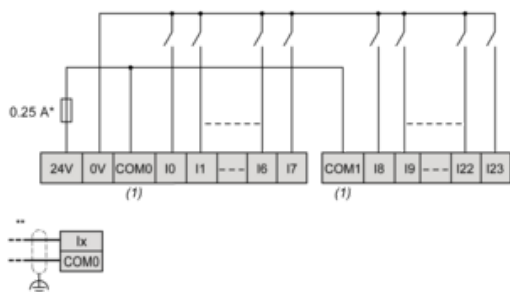 0.25 A*
24V 0V COM0 I0 I1 I6 I7 COM1 I8 I9 I22 I23
(1) (1)
**
Ix
COM0